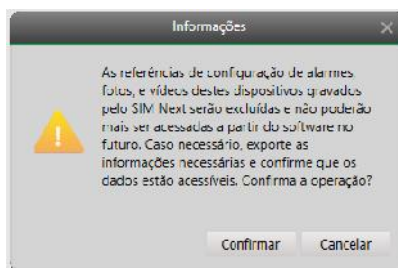 Informações
As referências de configuração de alarmes,
fotos, e vídeos destes dispositivos gravados
pelo SIM Next serão excluídas e não poderão
mais ser acessadas a partir do software no
futuro. Caso necessário, exporte as
informações necessárias e confirme que os
dados estão acessíveis. Confirma a operação?
Confirmar Cancelar